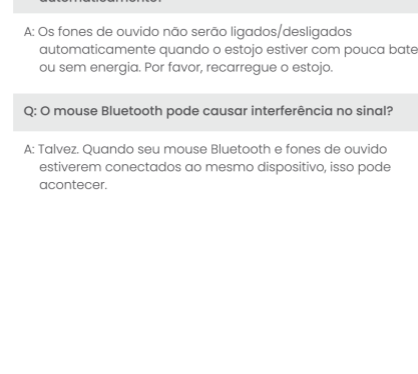 automaticamente?
A: Os fones de ouvido não serão ligados/desligados
automaticamente quando o estojo estiver com pouca bate
ou sem energia. Por favor, recarregue o estojo.
Q: O mouse Bluetooth pode causar interferência no sinal?
A: Talvez. Quando seu mouse Bluetooth e fones de ouvido
estiverem conectados ao mesmo dispositivo, isso pode
acontecer.